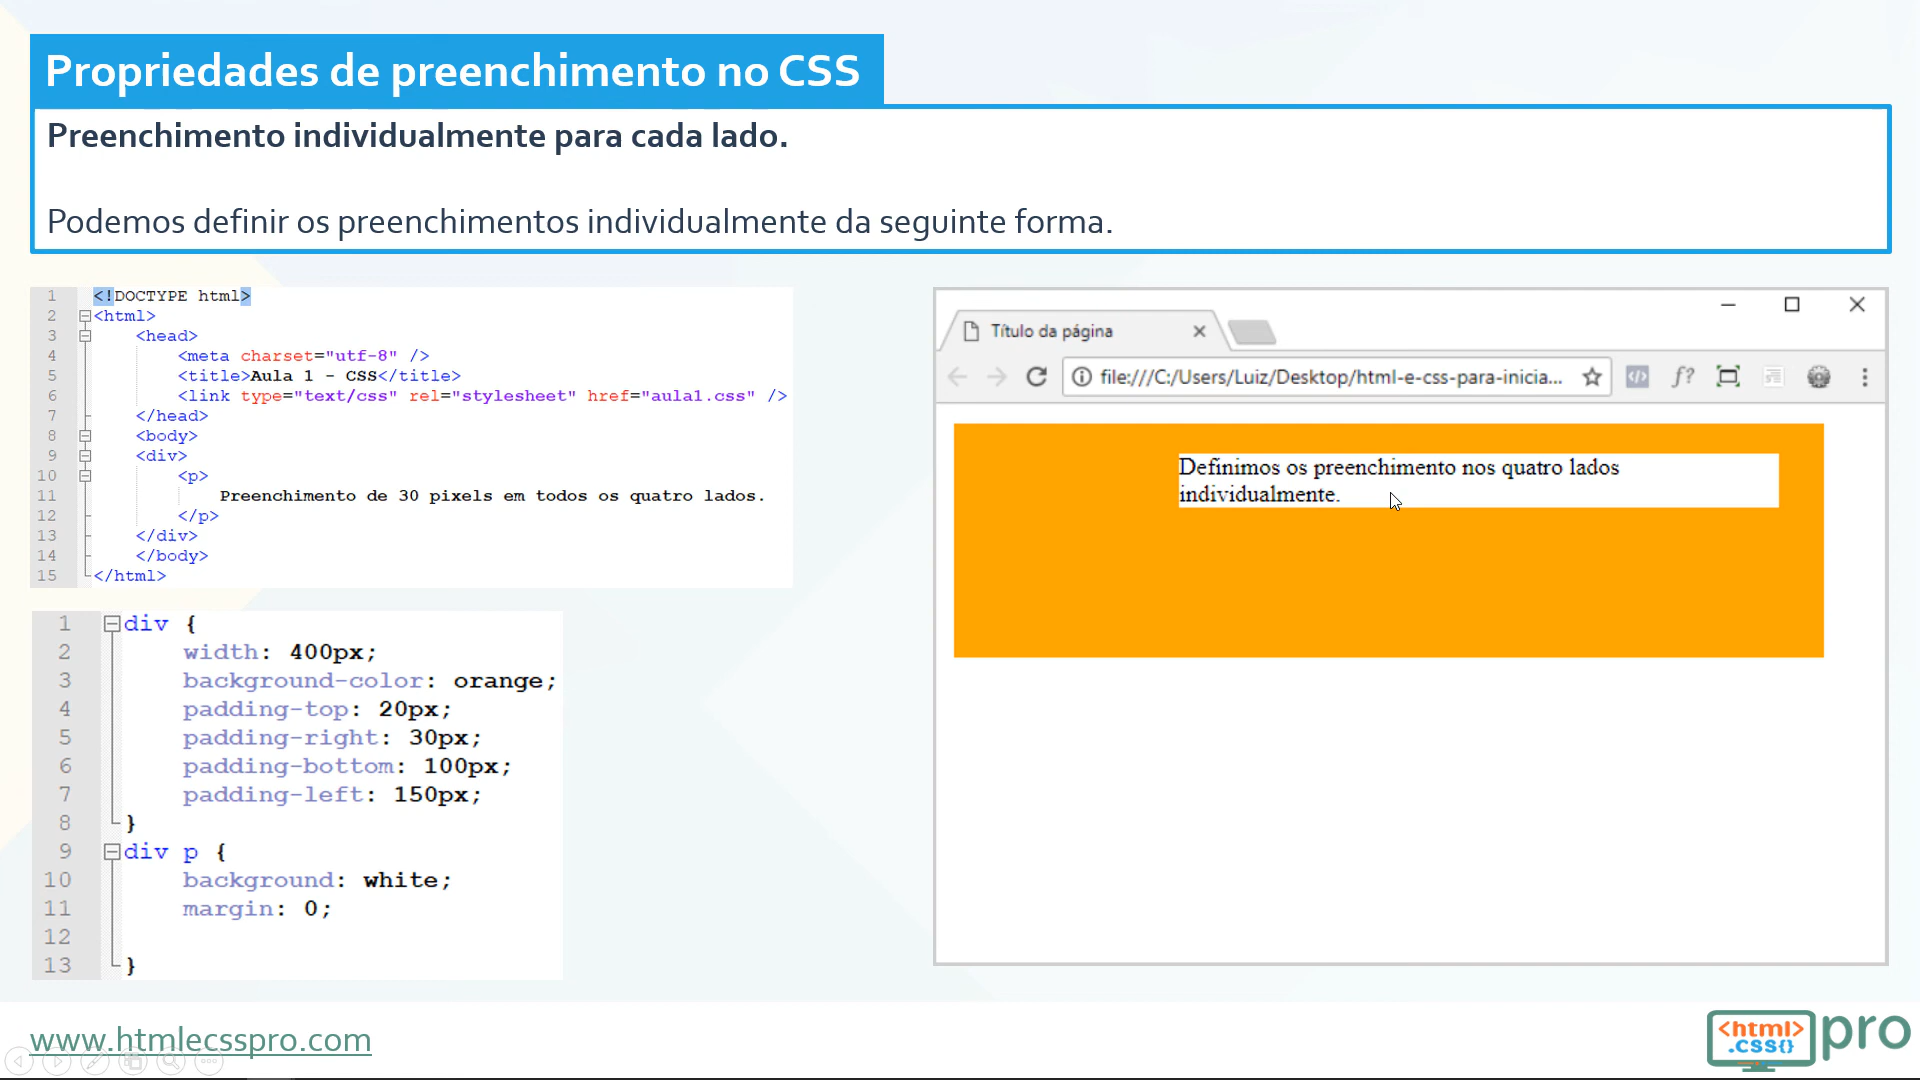 Propriedades de preenchimento no CSS
Preenchimento individualmente para cada lado.
Podemos definir os preenchimentos individualmente da seguinte forma.
1 <!DOCTYPE html>
2 <html>
3 <head>
4 <meta charset="utf-8" />
5 <title>Aula 1 - CSS</title>
6 <link type="text/css" rel="stylesheet" href="aula1.css" />
7 </head>
8 <body>
9 <div>
10 <p>
11 Preenchimento de 30 pixels em todos os quatro lados.
12 </p>
13 </div>
14 </body>
15 </html>
1 div {
2 width: 400px;
3 background-color: orange;
4 padding-top: 20px;
5 padding-right: 30px;
6 padding-bottom: 100px;
7 padding-left: 150px;
8 }
9 div p {
10 background: white;
11 margin: 0;
12
13 }
Título da página
file:///C:/Users/Luiz/Desktop/html-e-css-para-inicia...
f?
Definimos os preenchimento nos quatro lados
individualmente.
www.htmlecsspro.com
<html>
.css{}
pro